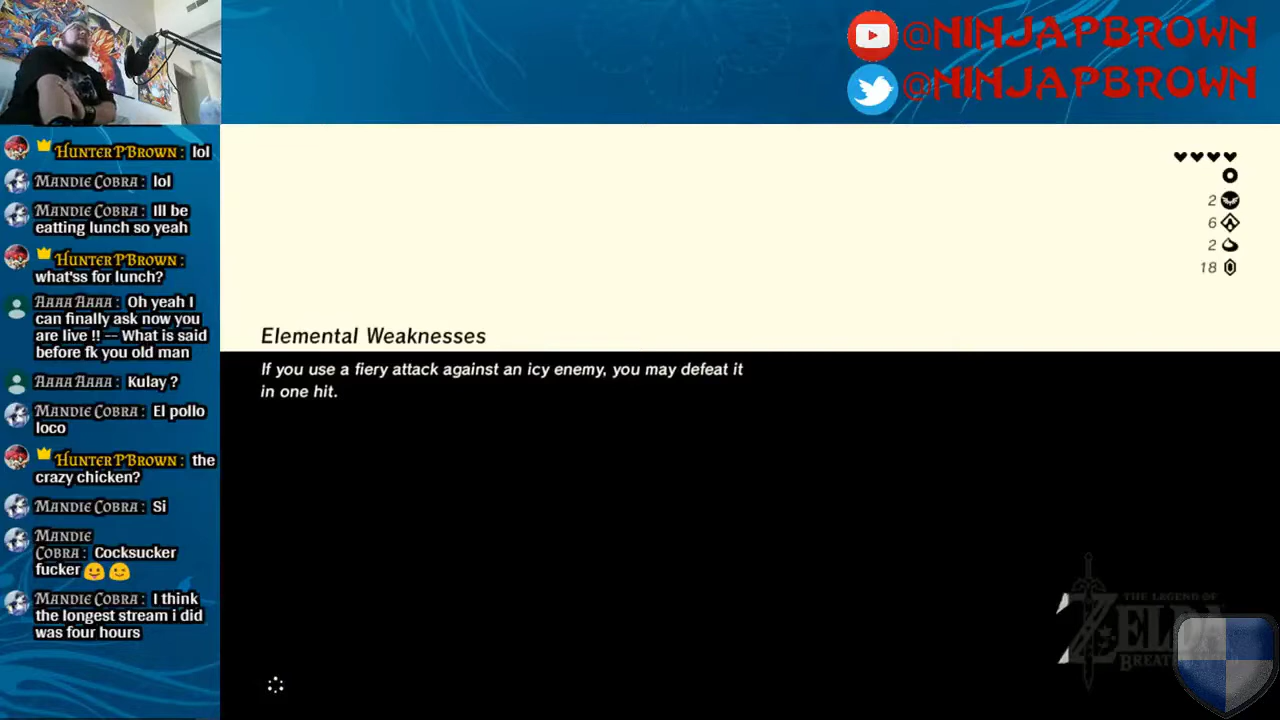 @NINJAPBROWN
@NINJAPBROWN
HUNTERPBROWN : lol
MANDIE COBRA : lol
MANDIE COBRA : Ill be
eatting lunch so yeah
HUNTERPBROWN :
what'ss for lunch?
AAAA AAAA : Oh yeah I
can finally ask now you
are live !! -- What is said
before fk you old man
AAAA AAAA : Kulay ?
MANDIE COBRA : El pollo
loco
HUNTERPBROWN : the
crazy chicken?
MANDIE COBRA : Si
MANDIE
COBRA : Cocksucker
fucker
MANDIE COBRA : I think
the longest stream i did
was four hours
2
6
2
18
Elemental Weaknesses
If you use a fiery attack against an icy enemy, you may defeat it
in one hit.
THE LEGEND OF
ZELDA